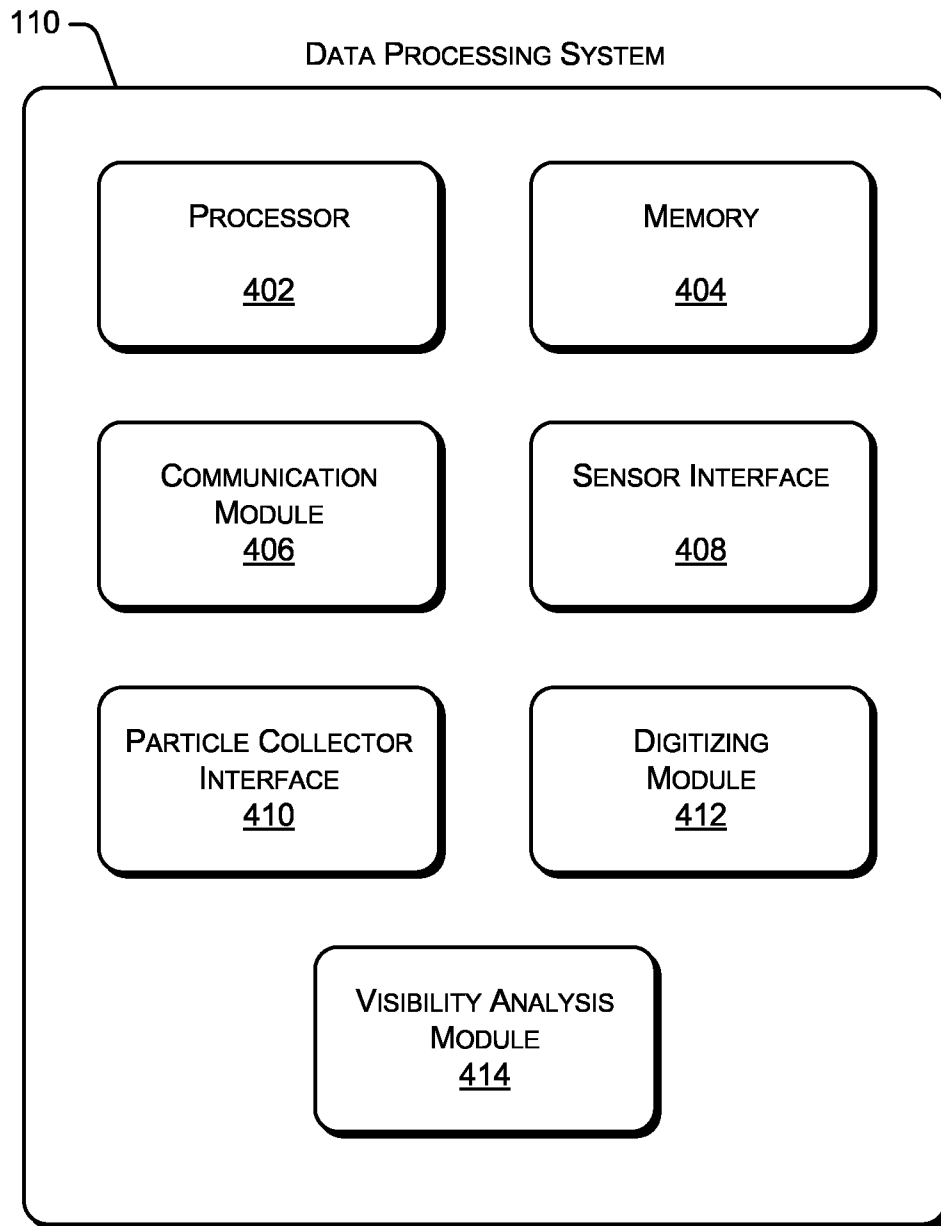 110
DATA PROCESSING SYSTEM
PROCESSOR
402
MEMORY
404
COMMUNICATION
MODULE
406
SENSOR INTERFACE
408
PARTICLE COLLECTOR
INTERFACE
410
DIGITIZING
MODULE
412
VISIBILITY ANALYSIS
MODULE
414